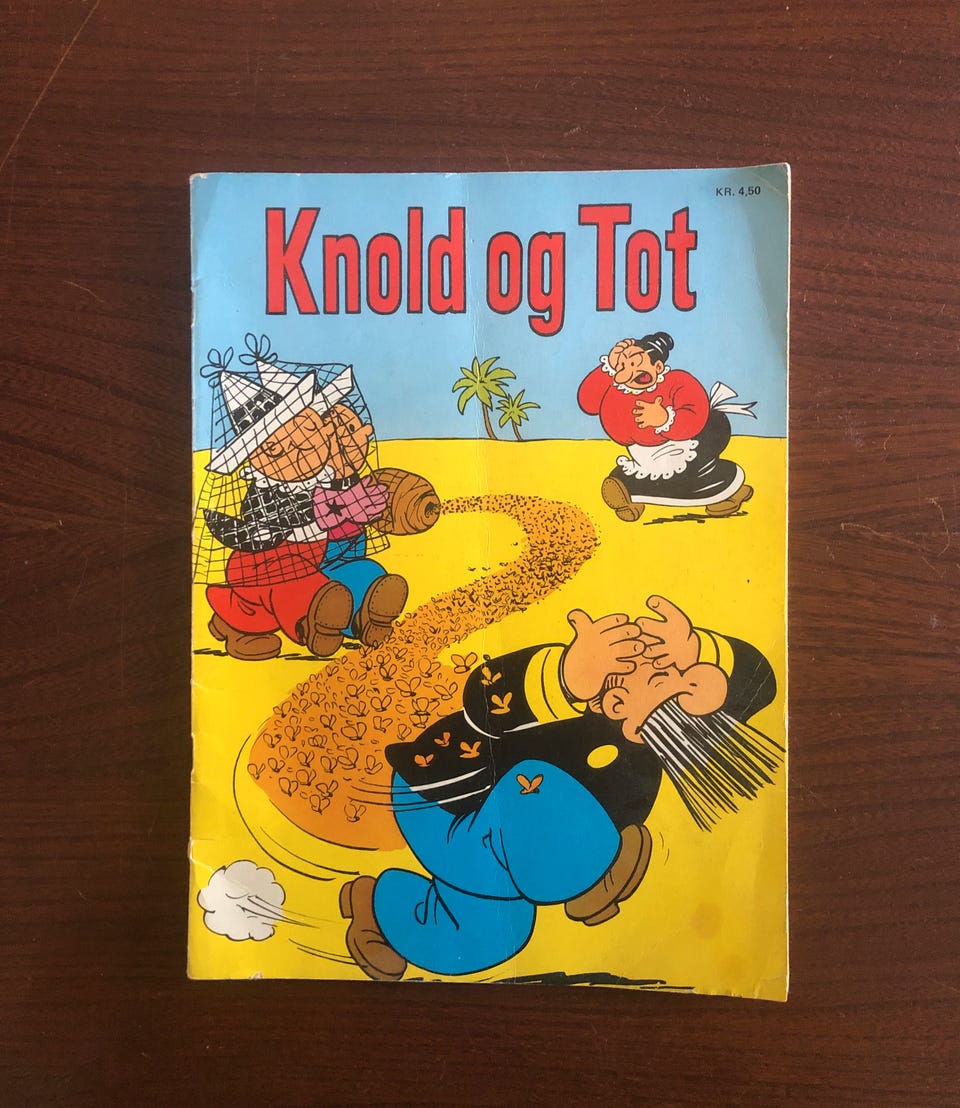 KR. 4,50
Knold og Tot